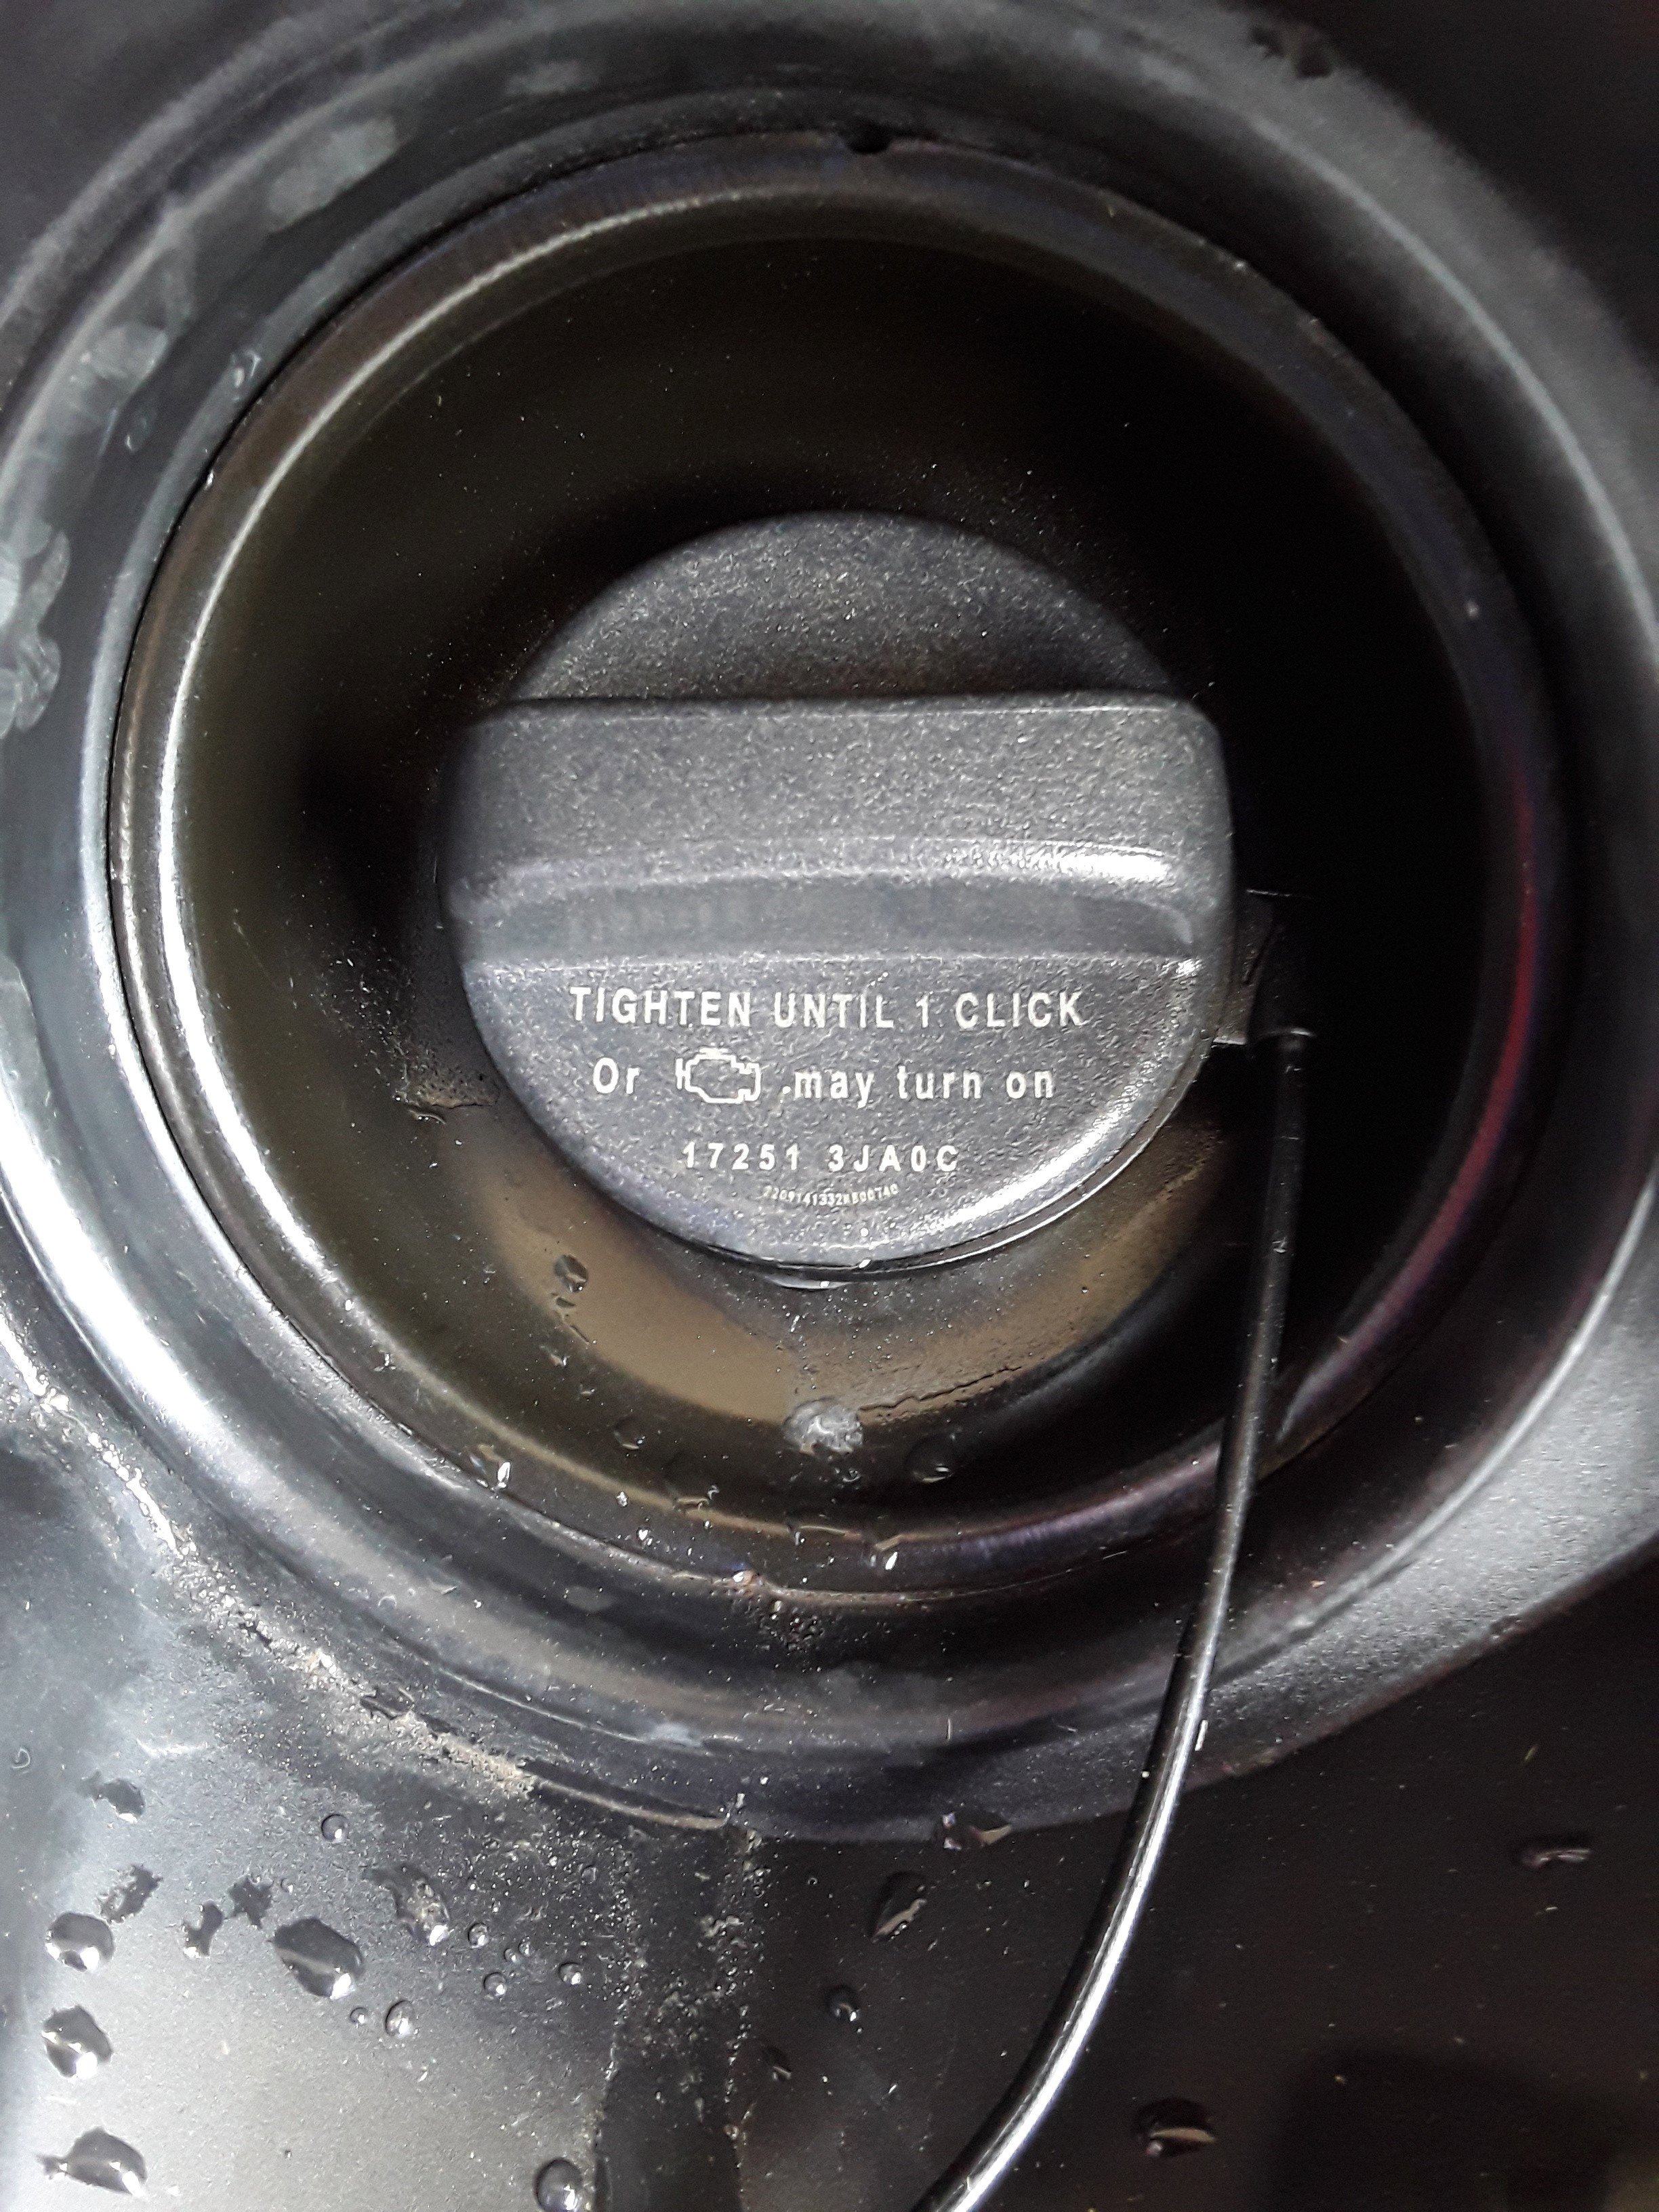 TIGHTEN UNTIL 1 CLICK
Or may turn on
17251 3JA0C